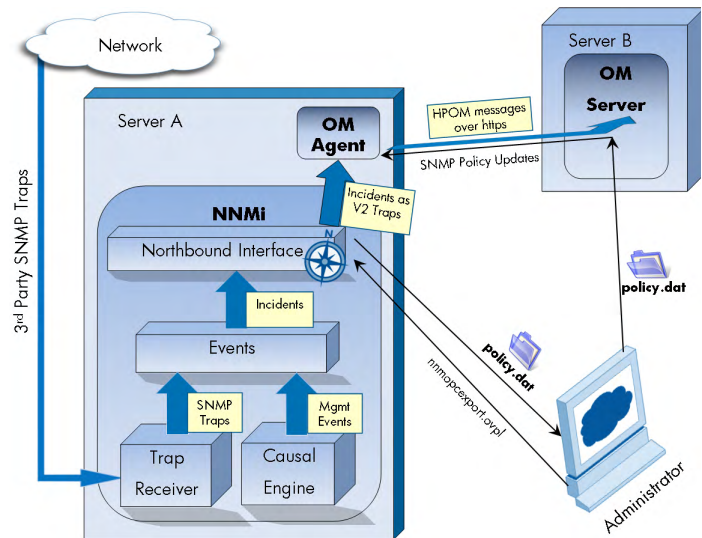 Network
Server B
OM
Server
Server A
OM
Agent
HPOM messages
over https
SNMP Policy Updates
3rd Party SNMP Traps
Incidents as
V2 Traps
NNMi
N
Northbound Interface
Incidents
policy.dat
Events
policy.dat
nnmopcexport.ovpl
SNMP
Traps
Mgmt
Events
Trap
Receiver
Causal
Engine
Administrator